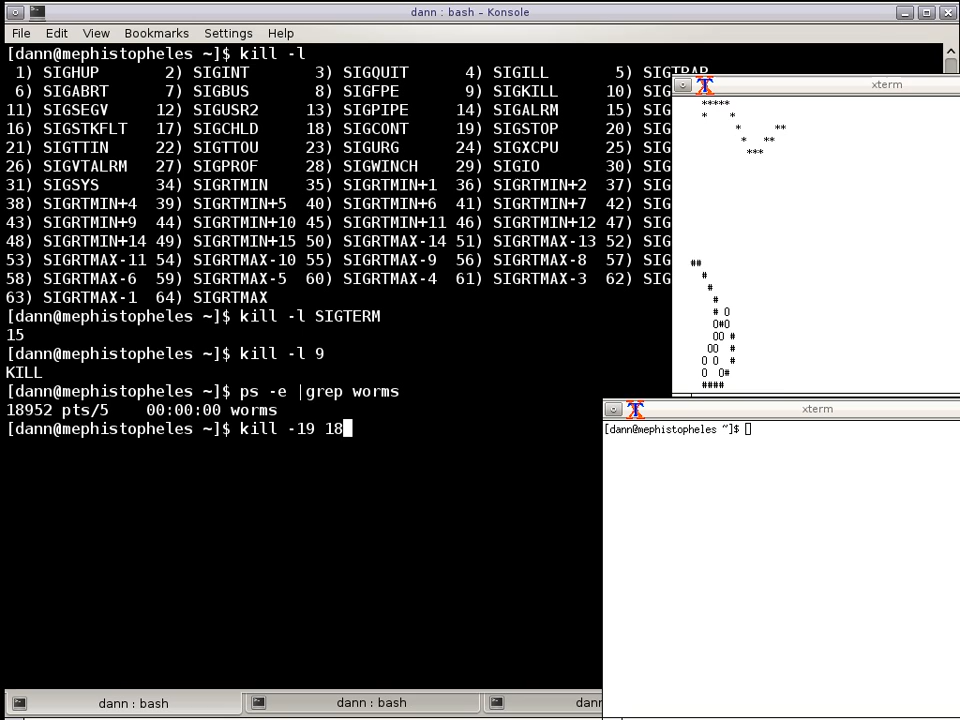 dann : bash – Konsole
File Edit View Bookmarks Settings Help
[dann@mephistopheles ~]$ kill -l
1) SIGHUP 2) SIGINT 3) SIGQUIT 4) SIGILL 5) SIGTRAP
6) SIGABRT 7) SIGBUS 8) SIGFPE 9) SIGKILL 10) SIG
11) SIGSEGV 12) SIGUSR2 13) SIGPIPE 14) SIGALRM 15) SIG
16) SIGSTKFLT 17) SIGCHLD 18) SIGCONT 19) SIGSTOP 20) SIG
21) SIGTTIN 22) SIGTTOU 23) SIGURG 24) SIGXCPU 25) SIG
26) SIGVTALRM 27) SIGPROF 28) SIGWINCH 29) SIGIO 30) SIG
31) SIGSYS 34) SIGRTMIN 35) SIGRTMIN+1 36) SIGRTMIN+2 37) SIG
38) SIGRTMIN+4 39) SIGRTMIN+5 40) SIGRTMIN+6 41) SIGRTMIN+7 42) SIG
43) SIGRTMIN+9 44) SIGRTMIN+10 45) SIGRTMIN+11 46) SIGRTMIN+12 47) SIG
48) SIGRTMIN+14 49) SIGRTMIN+15 50) SIGRTMAX-14 51) SIGRTMAX-13 52) SIG
53) SIGRTMAX-11 54) SIGRTMAX-10 55) SIGRTMAX-9 56) SIGRTMAX-8 57) SIG
58) SIGRTMAX-6 59) SIGRTMAX-5 60) SIGRTMAX-4 61) SIGRTMAX-3 62) SIG
63) SIGRTMAX-1 64) SIGRTMAX
[dann@mephistopheles ~]$ kill -l SIGTERM
15
[dann@mephistopheles ~]$ kill -l 9
KILL
[dann@mephistopheles ~]$ ps -e |grep worms
18952 pts/5 00:00:00 worms
[dann@mephistopheles ~]$ kill -19 18
xterm
*****
* *
* **
* **
***
##
#
#
#
# O
O#O
OO #
OO #
O O #
O O#
####
xterm
[dann@mephistopheles ~]$
dann : bash
dann : bash
dann